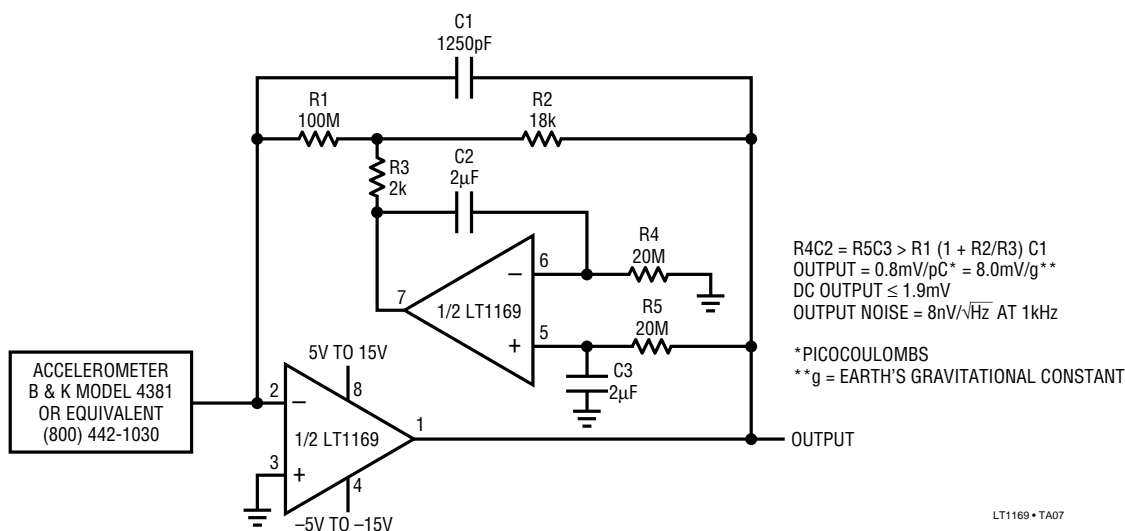 C1
1250pF
R1
100M
R2
18k
R3
2k
C2
2µF
R4
20M
6
–
7
1/2 LT1169
R5
20M
5
+
C3
2µF
R4C2 = R5C3 > R1 (1 + R2/R3) C1
OUTPUT = 0.8mV/pC* = 8.0mV/g**
DC OUTPUT ≤ 1.9mV
OUTPUT NOISE = 8nV/√Hz AT 1kHz
*PICOCOULOMBS
**g = EARTH'S GRAVITATIONAL CONSTANT
ACCELEROMETER
B & K MODEL 4381
OR EQUIVALENT
(800) 442-1030
5V TO 15V
8
2
–
1/2 LT1169
1
3
+
4
–5V TO –15V
OUTPUT
LT1169 • TA07